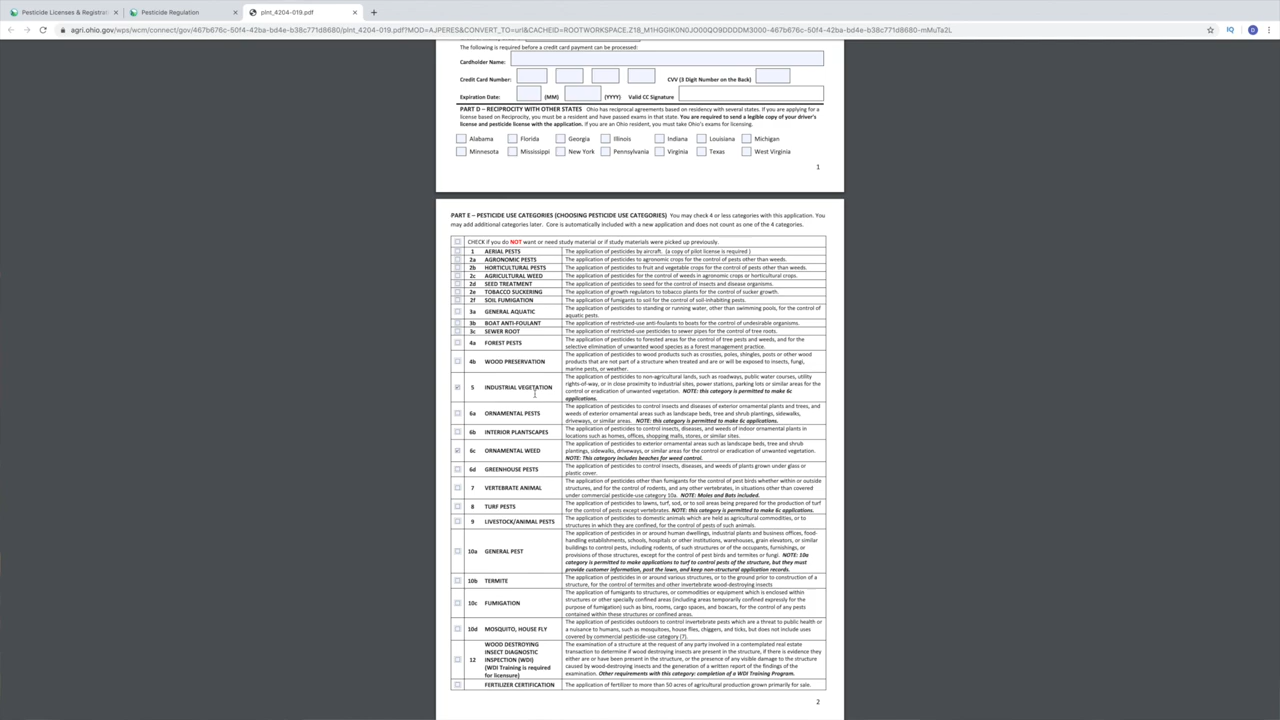 Pesticide Licenses & Registrat
Pesticide Regulation
plnt_4204-019.pdf
agri.ohio.gov/wps/wcm/connect/gov/467b676c-50f4-42ba-bd4e-b38c771d8680/plnt_4204-019.pdf?MOD=AJPERES&CONVERT_TO=url&CACHEID=ROOTWORKSPACE.Z18_M1HGGIK0N0JO00QO9DDDDM3000-467b676c-50f4-42ba-bd4e-b38c771d8680-mMuTa2L
The following is required before a credit card payment can be processed:
Cardholder Name:
Credit Card Number: CVV (3 Digit Number on the Back)
Expiration Date: (MM) (YYYY) Valid CC Signature
PART D – RECIPROCITY WITH OTHER STATES Ohio has reciprocal agreements based on residency with several states. If you are applying for a
license based on Reciprocity, you must be a resident and have passed exams in that state. You are required to send a legible copy of your driver's
license and pesticide license with the application. If you are an Ohio resident, you must take Ohio's exams for licensing.
Alabama Florida Georgia Illinois Indiana Louisiana Michigan
Minnesota Mississippi New York Pennsylvania Virginia Texas West Virginia
1
PART E – PESTICIDE USE CATEGORIES (CHOOSING PESTICIDE USE CATEGORIES) You may check 4 or less categories with this application. You
may add additional categories later. Core is automatically included with a new application and does not count as one of the 4 categories.
CHECK if you do NOT want or need study material or if study materials were picked up previously.
1 AERIAL PESTS The application of pesticides by aircraft. (a copy of pilot license is required )
2a AGRONOMIC PESTS The application of pesticides to agronomic crops for the control of pests other than weeds.
2b HORTICULTURAL PESTS The application of pesticides to fruit and vegetable crops for the control of pests other than weeds.
2c AGRICULTURAL WEED The application of pesticides for the control of weeds in agronomic crops or horticultural crops.
2d SEED TREATMENT The application of pesticides to seed for the control of insects and disease organisms.
2e TOBACCO SUCKERING The application of growth regulators to tobacco plants for the control of sucker growth.
2f SOIL FUMIGATION The application of fumigants to soil for the control of soil-inhabiting pests.
3a GENERAL AQUATIC The application of pesticides to standing or running water, other than swimming pools, for the control of
aquatic pests.
3b BOAT ANTI-FOULANT The application of restricted-use anti-foulants to boats for the control of undesirable organisms.
3c SEWER ROOT The application of restricted-use pesticides to sewer pipes for the control of tree roots.
4a FOREST PESTS The application of pesticides to forested areas for the control of tree pests and weeds, and for the
selective elimination of unwanted wood species as a forest management practice.
4b WOOD PRESERVATION The application of pesticides to wood products such as crossties, poles, shingles, pests or other wood
products that are not part of a structure when treated and are or will be exposed to insects, fungi,
marine pests, or weather.
5 INDUSTRIAL VEGETATION The application of pesticides to non-agricultural lands, such as roadways, public water courses, utility
rights-of-way, or in close proximity to industrial sites, power stations, parking lots or similar areas for the
control or eradication of unwanted vegetation. NOTE: this category is permitted to make 6c
applications.
6a ORNAMENTAL PESTS The application of pesticides to control insects and diseases of exterior ornamental plants and trees, and
weeds of exterior ornamental areas such as landscape beds, tree and shrub plantings, sidewalks,
driveways, or similar areas. NOTE: this category is permitted to make 6c applications.
6b INTERIOR PLANTSCAPES The application of pesticides to control insects, diseases, and weeds of indoor ornamental plants in
locations such as homes, offices, shopping malls, stores, or similar sites.
6c ORNAMENTAL WEED The application of pesticides to exterior ornamental areas such as landscape beds, tree and shrub
plantings, sidewalks, driveways, or similar areas for the control or eradication of unwanted vegetation.
NOTE: This category includes beaches for weed control.
6d GREENHOUSE PESTS The application of pesticides to control insects, diseases, and weeds of plants grown under glass or
plastic cover.
7 VERTEBRATE ANIMAL The application of pesticides other than fumigants for the control of pest birds whether within or outside
structures, and for the control of rodents, and any other vertebrates, in situations other than covered
under commercial pesticide-use category 10a. NOTE: Moles and Bats included.
8 TURF PESTS The application of pesticides to lawns, turf, sod, or to soil areas being prepared for the production of turf
for the control of pests except vertebrates. NOTE: this category is permitted to make 6c applications.
9 LIVESTOCK/ANIMAL PESTS The application of pesticides to domestic animals which are held as agricultural commodities, or to
structures in which they are confined, for the control of pests of such animals.
10a GENERAL PEST The application of pesticides in or around human dwellings, industrial plants and business offices, food-
handling establishments, schools, hospitals or other institutions, warehouses, grain elevators, or similar
buildings to control pests, including rodents, of such structures or of the occupants, furnishings, or
provisions of those structures, except for the control of pest birds and termites or fungi. NOTE: 10a
category is permitted to make applications to turf to control pests of the structure, but they must
provide customer information, post the lawn, and keep non-structural application records.
10b TERMITE The application of pesticides in or around various structures, or to the ground prior to construction of a
structure, for the control of termites and other invertebrate wood-destroying insects
10c FUMIGATION The application of fumigants to structures, or commodities or equipment which is enclosed within
structures or other specially confined areas (including areas temporarily confined expressly for the
purpose of fumigation) such as bins, rooms, cargo spaces, and boxcars, for the control of any pests
contained within these structures or confined areas.
10d MOSQUITO, HOUSE FLY The application of pesticides outdoors to control invertebrate pests which are a threat to public health or
a nuisance to humans, such as mosquitoes, house flies, chiggers, and ticks, but does not include uses
covered by commercial pesticide-use category (7).
12 WOOD DESTROYING
INSECT DIAGNOSTIC
INSPECTION (WDI)
(WDI Training is required
for licensure) The examination of a structure at the request of any party involved in a contemplated real estate
transaction to determine if wood destroying insects are present in the structure, if there is evidence they
either are or have been present in the structure, or the presence of any visible damage to the structure
caused by wood-destroying insects and the generation of a written report of the findings of the
examination. Other requirements with this category: completion of a WDI Training Program.
FERTILIZER CERTIFICATION The application of fertilizer to more than 50 acres of agricultural production grown primarily for sale.
2